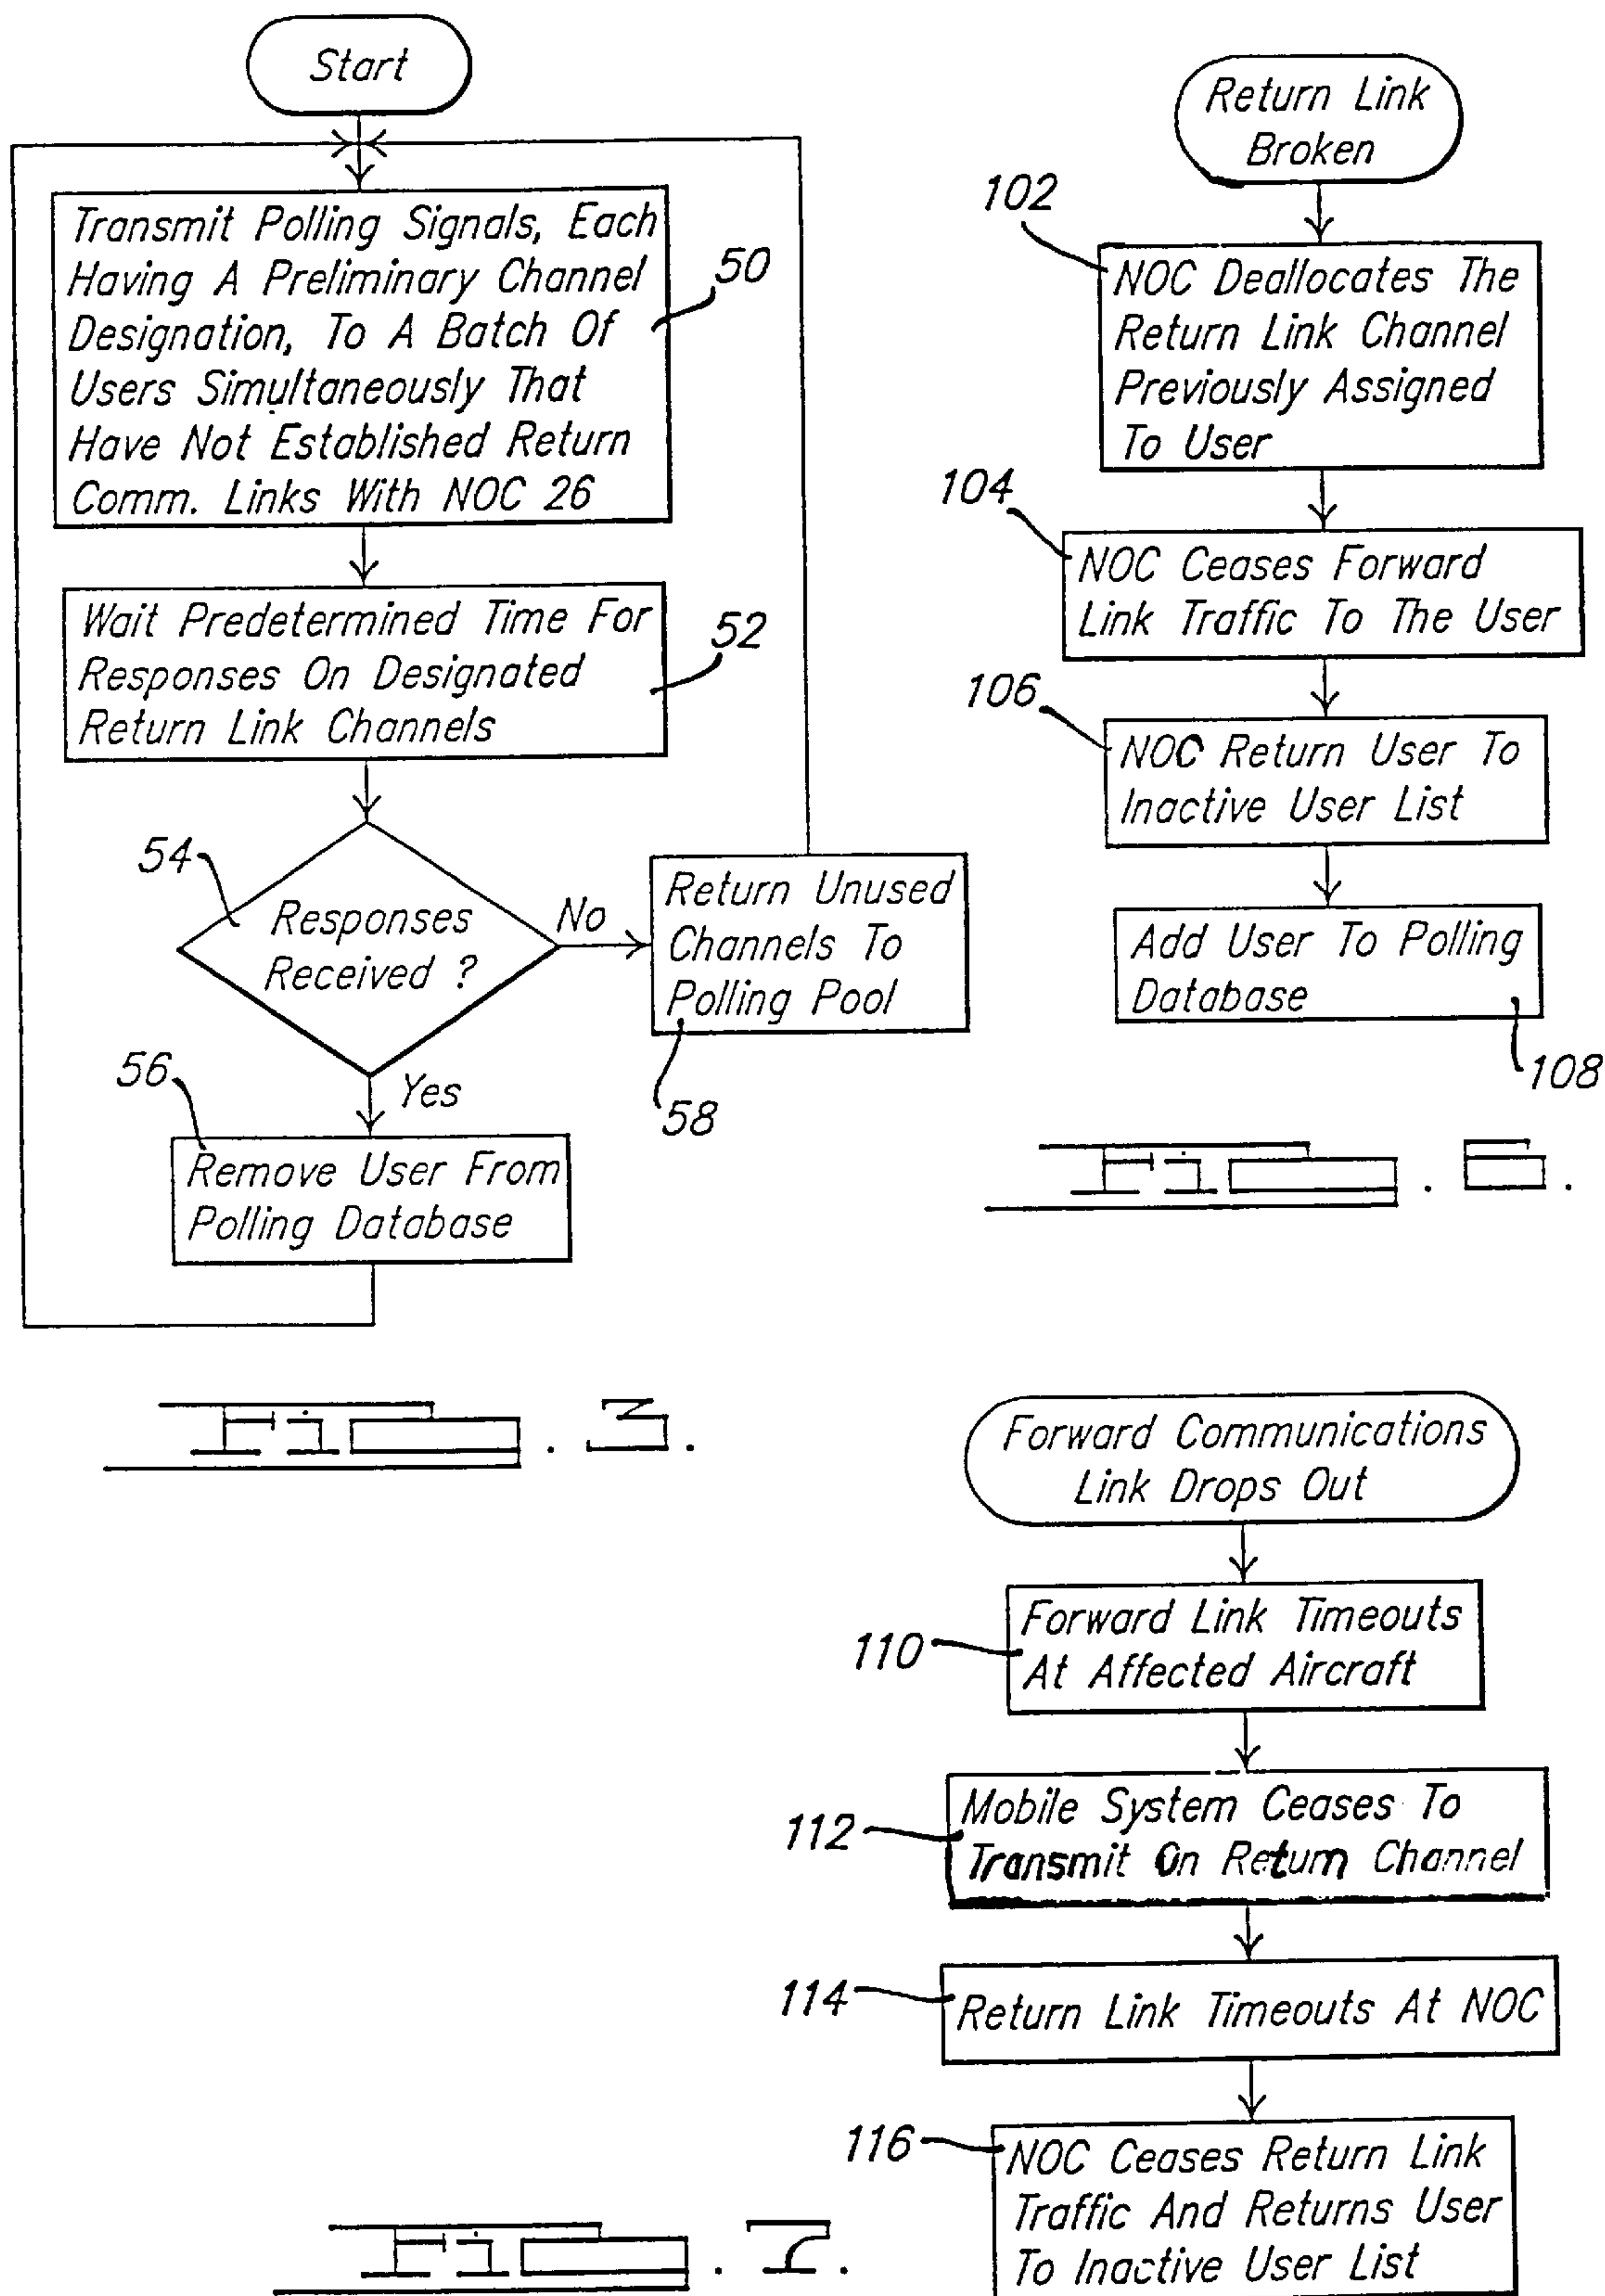 Start
Transmit Polling Signals, Each
Having A Preliminary Channel
Designation, To A Batch Of
Users Simultaneously That
Have Not Established Return
Comm. Links With NOC 26
50
Wait Predetermined Time For
Responses On Designated
Return Link Channels
52
54
Responses
Received ?
No
Return Unused
Channels To
Polling Pool
58
Yes
56
Remove User From
Polling Database
Fig. 3.
Return Link
Broken
102
NOC Deallocates The
Return Link Channel
Previously Assigned
To User
104
NOC Ceases Forward
Link Traffic To The User
106
NOC Return User To
Inactive User List
Add User To Polling
Database
108
Fig. 6.
Forward Communications
Link Drops Out
110
Forward Link Timeouts
At Affected Aircraft
112
Mobile System Ceases To
Transmit On Return Channel
114
Return Link Timeouts At NOC
116
NOC Ceases Return Link
Traffic And Returns User
To Inactive User List
Fig. 7.